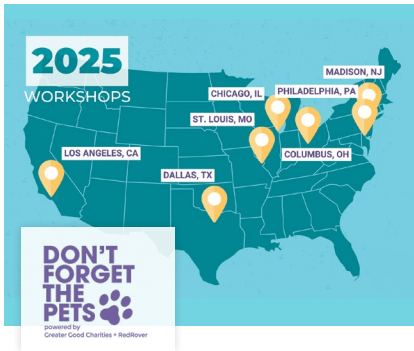 2025
WORKSHOPS
MADISON, NJ
CHICAGO, IL
PHILADELPHIA, PA
ST. LOUIS, MO
LOS ANGELES, CA
COLUMBUS, OH
DALLAS, TX
DON'T
FORGET
THE
PETS
powered by
Greater Good Charities + RedRover